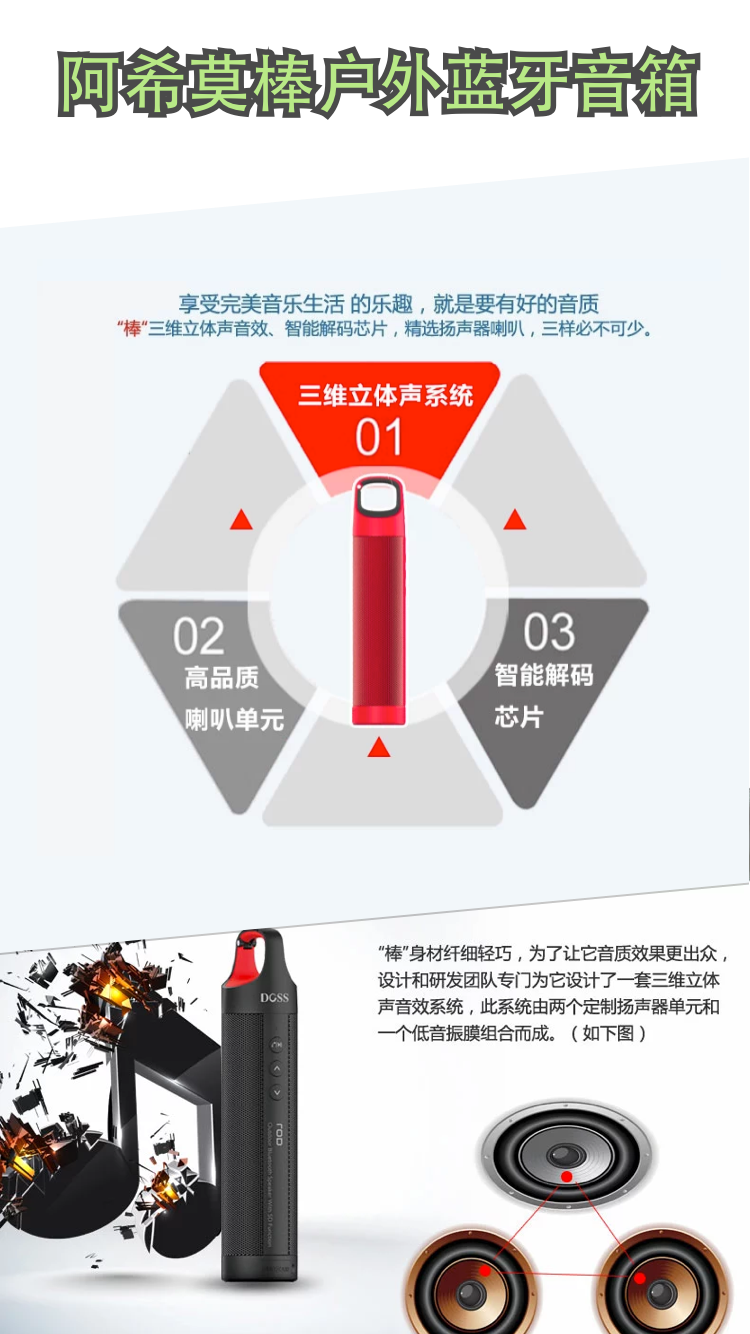 阿希莫棒户外蓝牙音箱
享受完美音乐生活 的乐趣，就是要有好的音质
“棒“三维立体声音效、智能解码芯片，精选扬声器喇叭，三样必不可少。
三维立体声系统
01
02
高品质
喇叭单元
03
智能解码
芯片
“棒”身材纤细轻巧，为了让它音质效果更出众，
设计和研发团队专门为它设计了一套三维立体
声音效系统，此系统由两个定制扬声器单元和
一个低音振膜组合而成。（如下图）
DOSS
rOD
Outdoor Bluetooth Speaker With SD Function